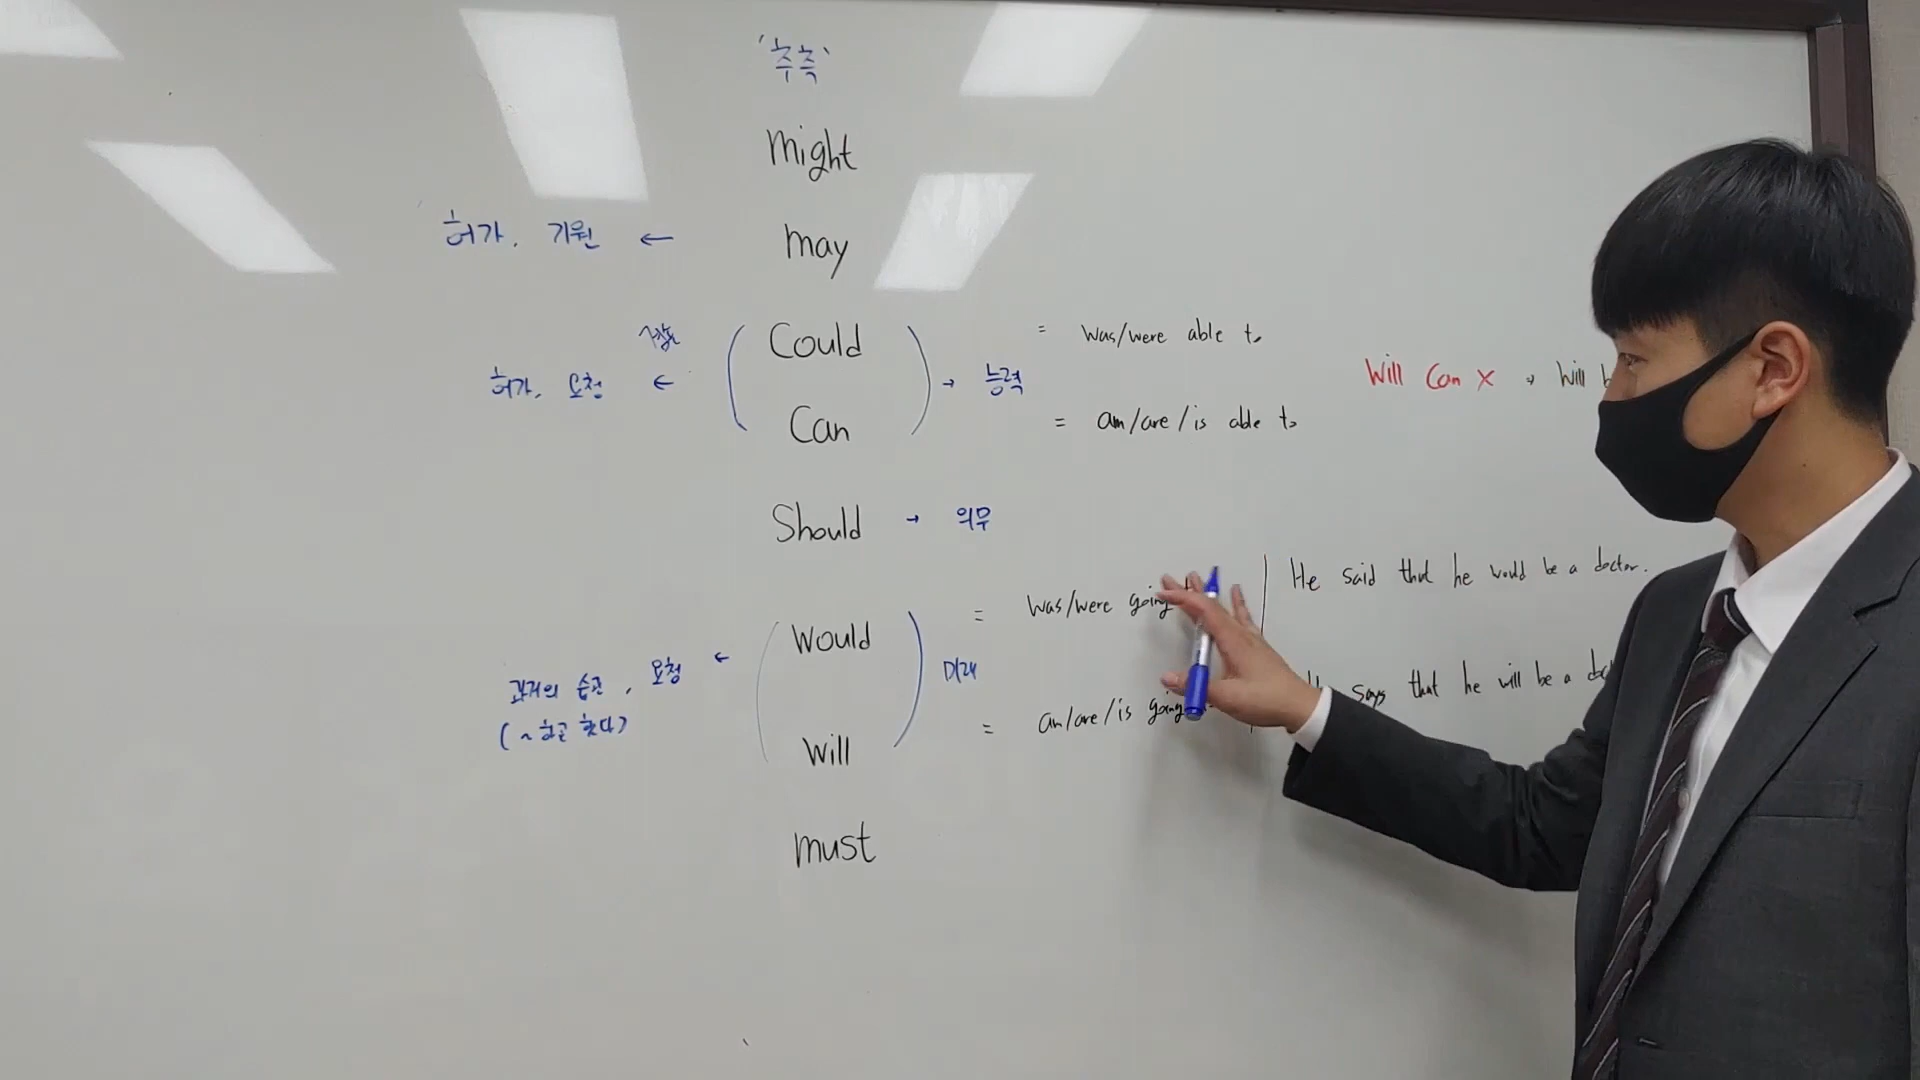 '추측'
might
허가, 기원 ← may
Could = was/were able to
허가, 요청 ← → 능력 Will Can X → Will
Can = am/are/is able to
Should → 의무
He said that he would be a doctor.
would = was/were going
과거의 습관, 요청 ← 미래
says that he will be a
(~하곤 했다)
will = am/are/is going
must